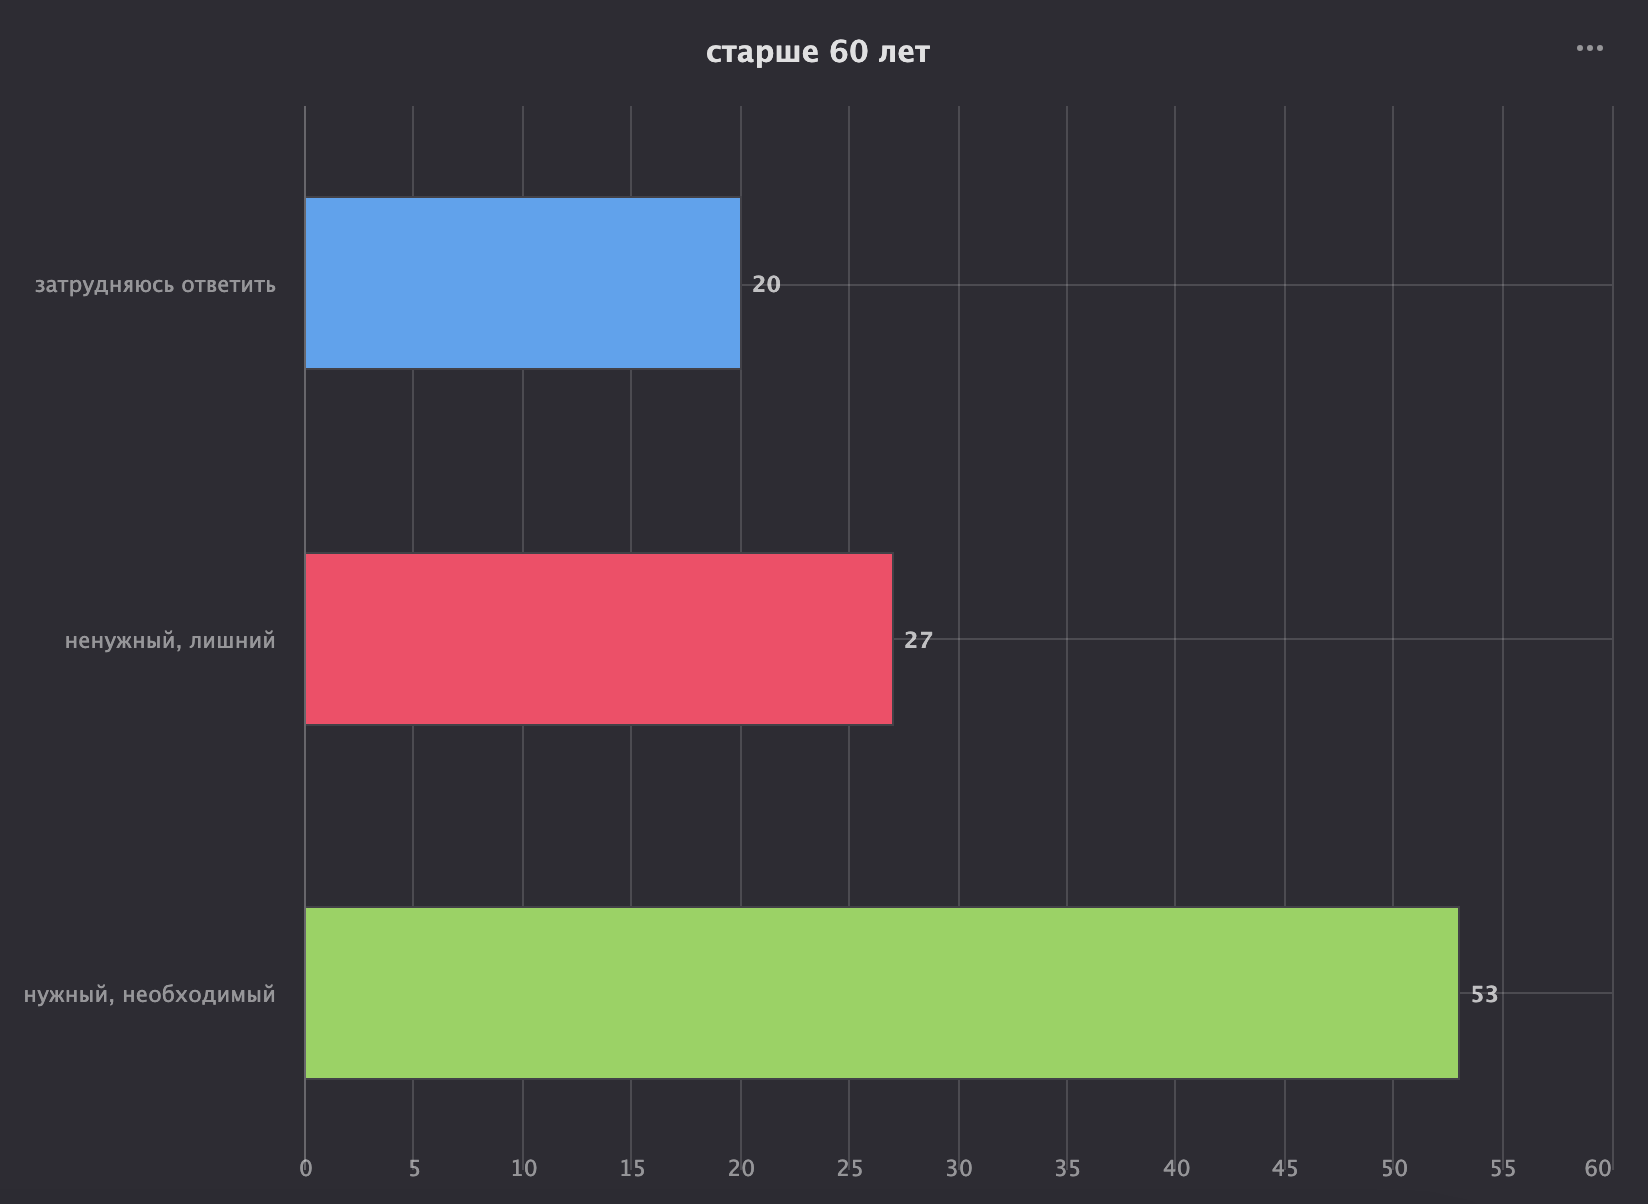 старше 60 лет
затрудняюсь ответить
20
ненужный, лишний
27
нужный, необходимый
53
0 5 10 15 20 25 30 35 40 45 50 55 60